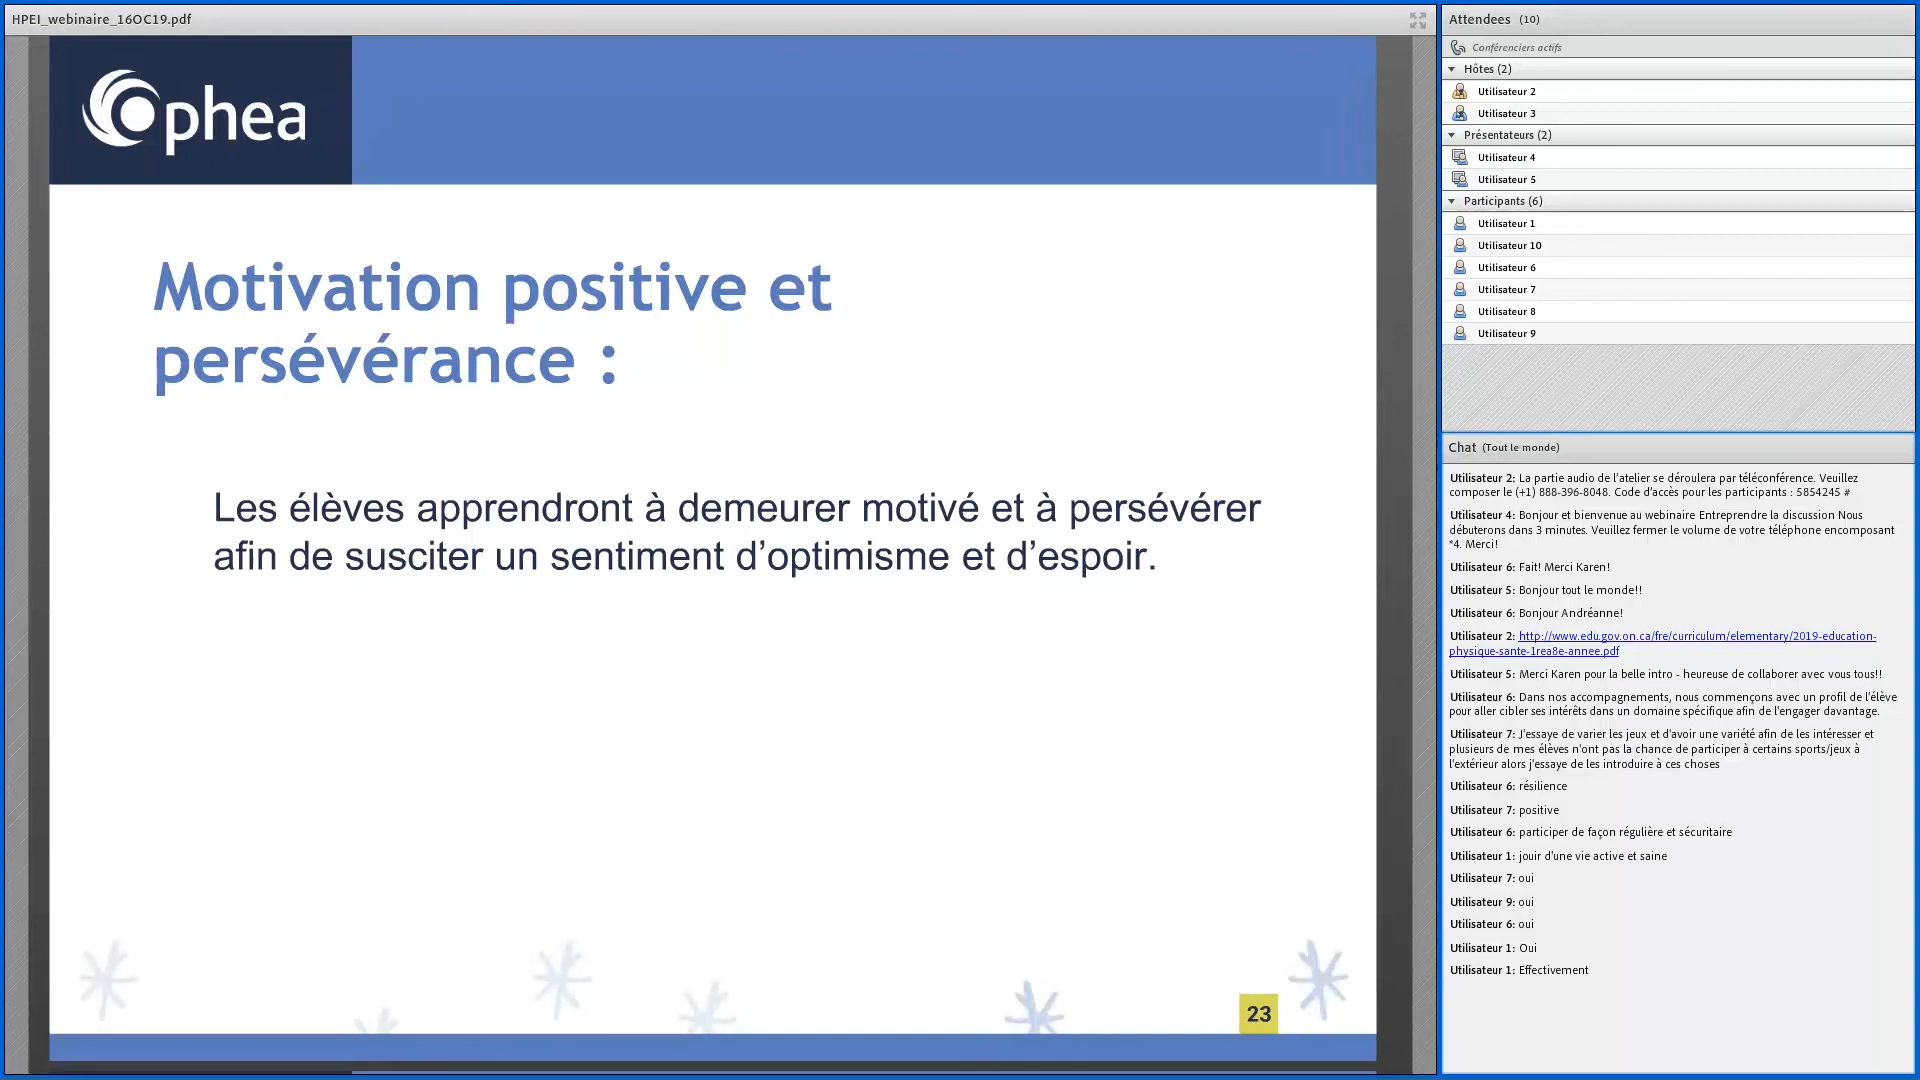 HPEI_webinaire_16OC19.pdf
Ophea
Motivation positive et
persévérance :
Les élèves apprendront à demeurer motivé et à persévérer
afin de susciter un sentiment d’optimisme et d’espoir.
23
Attendees (10)
Conférenciers actifs
Hôtes (2)
Utilisateur 2
Utilisateur 3
Présentateurs (2)
Utilisateur 4
Utilisateur 5
Participants (6)
Utilisateur 1
Utilisateur 10
Utilisateur 6
Utilisateur 7
Utilisateur 8
Utilisateur 9
Chat (Tout le monde)
Utilisateur 2: La partie audio de l’atelier se déroulera par téléconférence. Veuillez
composer le (+1) 888-396-8048. Code d’accès pour les participants : 5854245 #
Utilisateur 4: Bonjour et bienvenue au webinaire Entreprendre la discussion Nous
débuterons dans 3 minutes. Veuillez fermer le volume de votre téléphone encomposant
*4. Merci!
Utilisateur 6: Fait! Merci Karen!
Utilisateur 5: Bonjour tout le monde!!
Utilisateur 6: Bonjour Andréanne!
Utilisateur 2: http://www.edu.gov.on.ca/fre/curriculum/elementary/2019-education-
physique-sante-1rea8e-annee.pdf
Utilisateur 5: Merci Karen pour la belle intro - heureuse de collaborer avec vous tous!!
Utilisateur 6: Dans nos accompagnements, nous commençons avec un profil de l'élève
pour aller cibler ses intérêts dans un domaine spécifique afin de l'engager davantage.
Utilisateur 7: J'essaye de varier les jeux et d'avoir une variété afin de les intéresser et
plusieurs de mes élèves n'ont pas la chance de participer à certains sports/jeux à
l'extérieur alors j'essaye de les introduire à ces choses
Utilisateur 6: résilience
Utilisateur 7: positive
Utilisateur 6: participer de façon régulière et sécuritaire
Utilisateur 1: jouir d'une vie active et saine
Utilisateur 7: oui
Utilisateur 9: oui
Utilisateur 6: oui
Utilisateur 1: Oui
Utilisateur 1: Effectivement